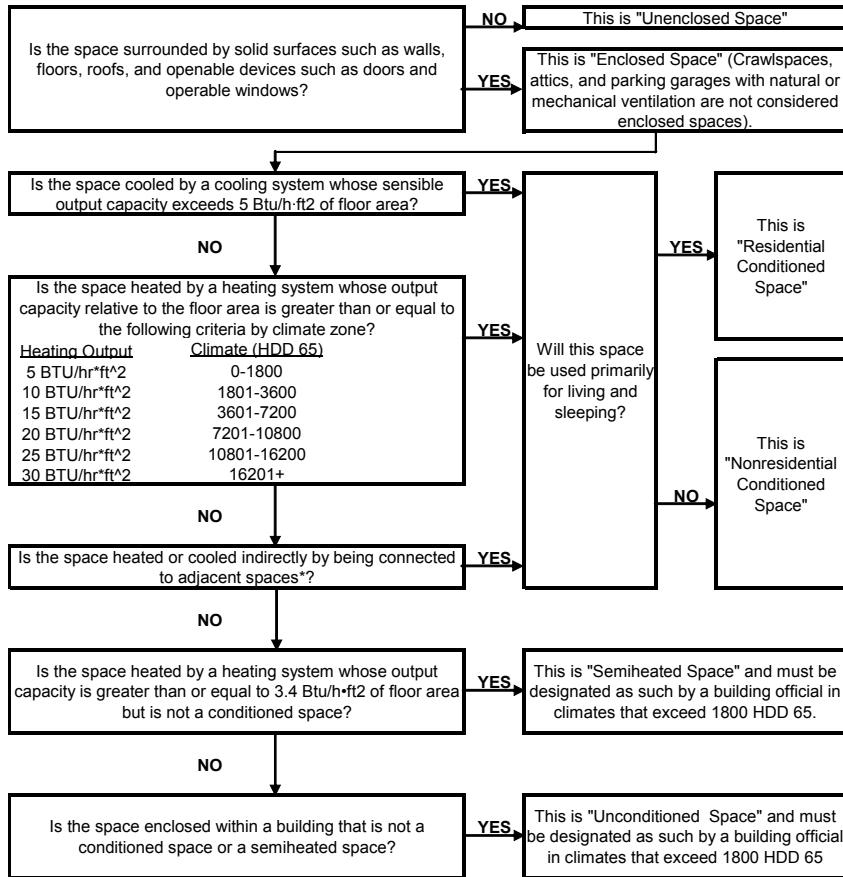 Is the space surrounded by solid surfaces such as walls,
floors, roofs, and openable devices such as doors and
operable windows?
NO
This is "Unenclosed Space"
YES
This is "Enclosed Space" (Crawlspaces,
attics, and parking garages with natural or
mechanical ventilation are not considered
enclosed spaces).
Is the space cooled by a cooling system whose sensible
output capacity exceeds 5 Btu/h·ft2 of floor area?
YES
NO
Is the space heated by a heating system whose output
capacity relative to the floor area is greater than or equal to
the following criteria by climate zone?
Heating Output Climate (HDD 65)
5 BTU/hr*ft^2 0-1800
10 BTU/hr*ft^2 1801-3600
15 BTU/hr*ft^2 3601-7200
20 BTU/hr*ft^2 7201-10800
25 BTU/hr*ft^2 10801-16200
30 BTU/hr*ft^2 16201+
YES
NO
Is the space heated or cooled indirectly by being connected
to adjacent spaces*?
YES
Will this space
be used primarily
for living and
sleeping?
YES
This is
"Residential
Conditioned
Space"
NO
This is
"Nonresidential
Conditioned
Space"
NO
Is the space heated by a heating system whose output
capacity is greater than or equal to 3.4 Btu/h•ft2 of floor area
but is not a conditioned space?
YES
This is "Semiheated Space" and must be
designated as such by a building official in
climates that exceed 1800 HDD 65.
NO
Is the space enclosed within a building that is not a
conditioned space or a semiheated space?
YES
This is "Unconditioned Space" and must
be designated as such by a building official
in climates that exceed 1800 HDD 65